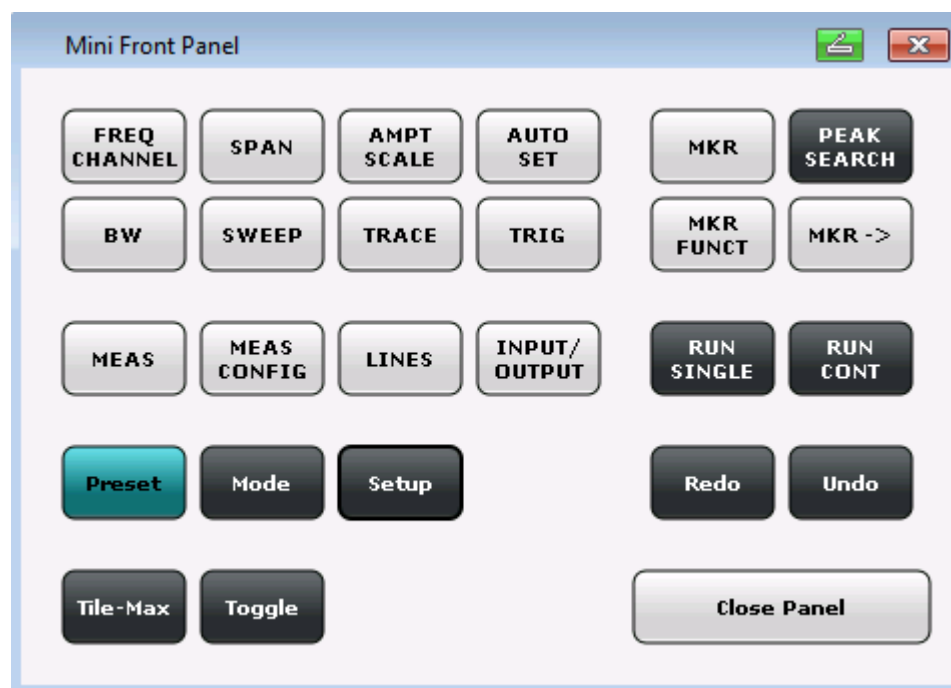 Mini Front Panel
FREQ
CHANNEL
SPAN
AMPT
SCALE
AUTO
SET
MKR
PEAK
SEARCH
BW
SWEEP
TRACE
TRIG
MKR
FUNCT
MKR ->
MEAS
MEAS
CONFIG
LINES
INPUT/
OUTPUT
RUN
SINGLE
RUN
CONT
Preset
Mode
Setup
Redo
Undo
Tile-Max
Toggle
Close Panel